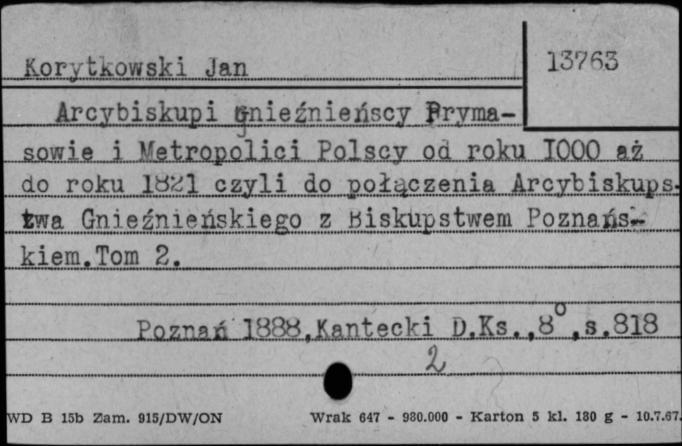 Korytkowski Jan
13763
Arcybiskupi gnieźnieńscy Pryma-
sowie i Metropolici Polscy od roku I000 aż
do roku 1821 czyli do połączenia Arcybiskups-
twa Gnieźnieńskiego z Biskupstwem Poznańs-
kiem.Tom 2.
Poznań 1888,Kantecki D.Ks.,8°,s.818
2
WD B 15b Zam. 915/DW/ON
Wrak 647 - 980.000 - Karton 5 kl. 180 g - 10.7.67.